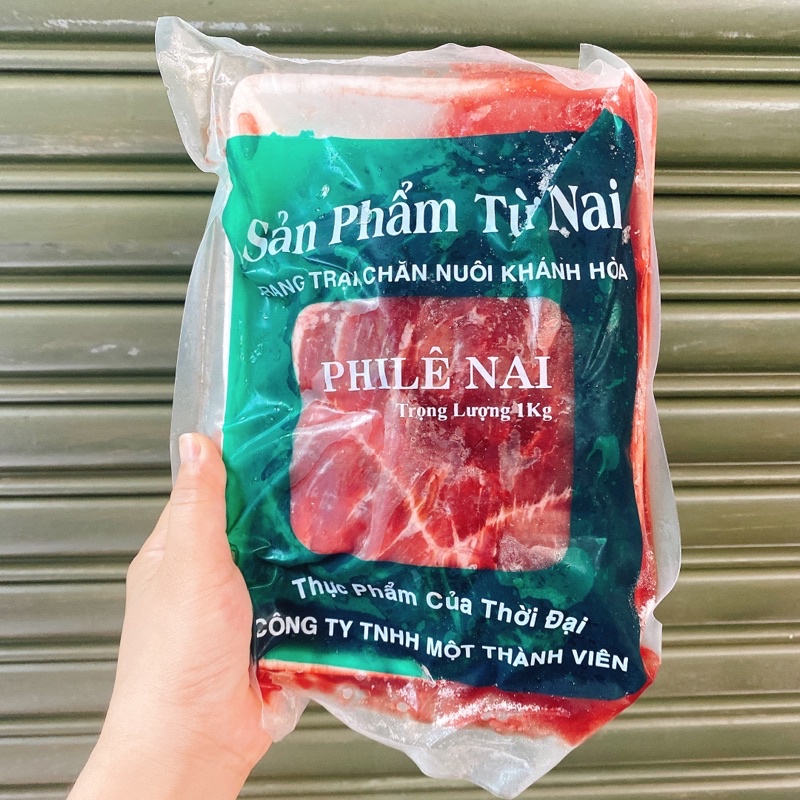 Sản Phẩm Từ Nai
TRANG TRẠI CHĂN NUÔI KHÁNH HÒA
PHILÊ NAI
Trọng Lượng 1Kg
Thực Phẩm Của Thời Đại
CÔNG TY TNHH MỘT THÀNH VIÊN